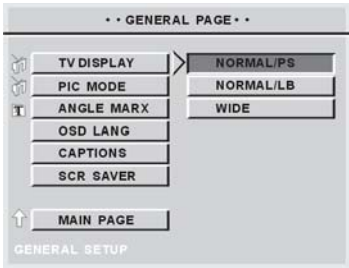 · · GENERAL PAGE · ·
TV DISPLAY
NORMAL/PS
PIC MODE
NORMAL/LB
ANGLE MARX
WIDE
OSD LANG
CAPTIONS
SCR SAVER
MAIN PAGE
GENERAL SETUP